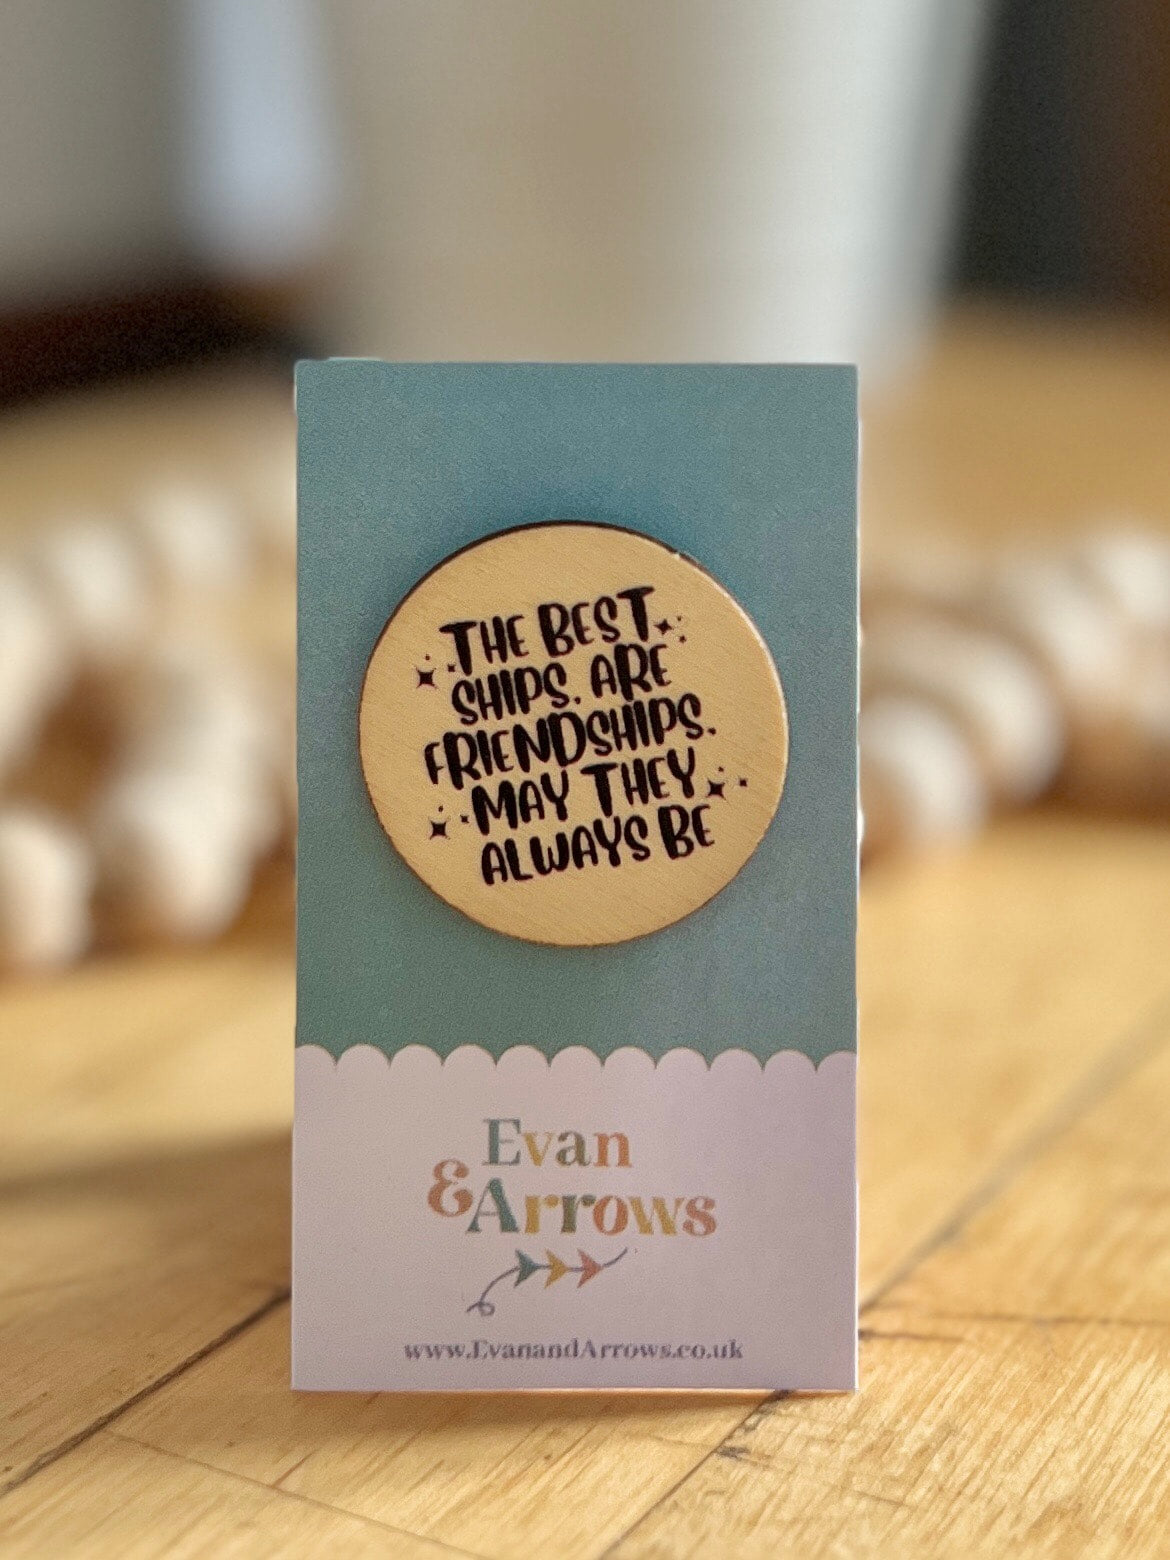 THE BEST
SHIPS. ARE
FRIENDSHIPS.
MAY THEY
ALWAYS BE
Evan
&Arrows
www.EvanandArrows.co.uk